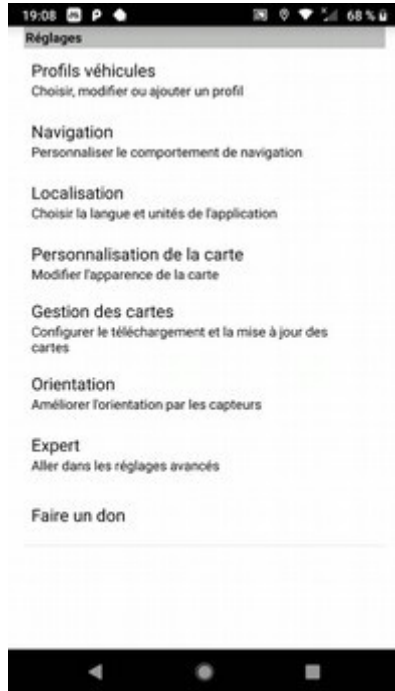 19:08 68 %
Réglages
Profils véhicules
Choisir, modifier ou ajouter un profil
Navigation
Personnaliser le comportement de navigation
Localisation
Choisir la langue et unités de l'application
Personnalisation de la carte
Modifier l'apparence de la carte
Gestion des cartes
Configurer le téléchargement et la mise à jour des
cartes
Orientation
Améliorer l'orientation par les capteurs
Expert
Aller dans les réglages avancés
Faire un don